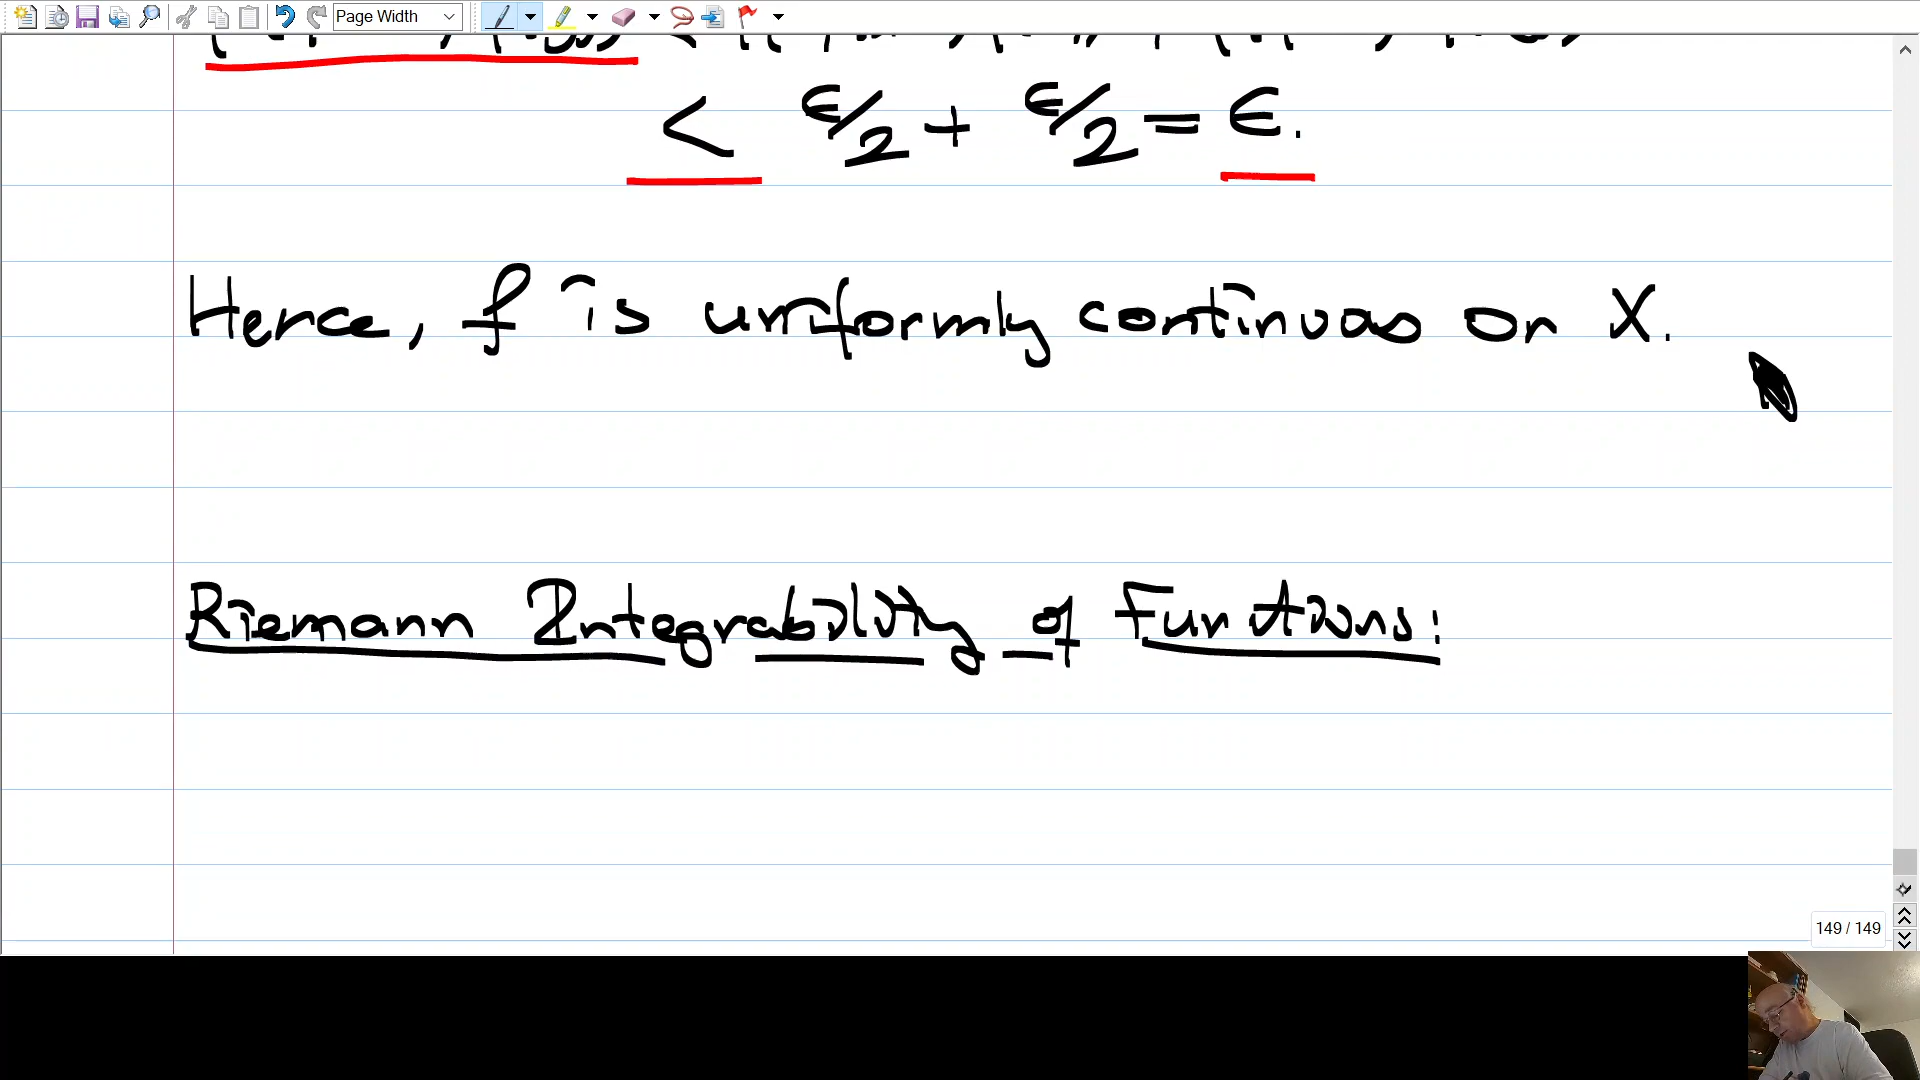 Page Width
< ε/2 + ε/2 = ε.
Hence, f is uniformly continuous on X.
Riemann Integrability of Functions:
149 / 149